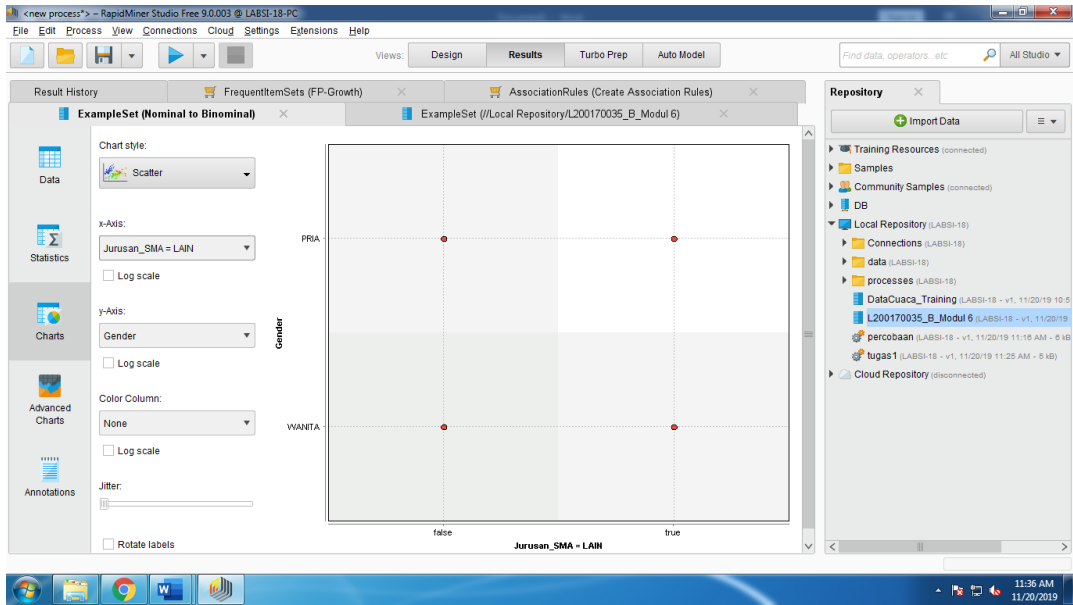 <new process*> – RapidMiner Studio Free 9.0.003 @ LABSI-18-PC
File Edit Process View Connections Cloud Settings Extensions Help
Views: Design Results Turbo Prep Auto Model
Find data, operators...etc
All Studio
Result History
FrequentItemSets (FP-Growth)
AssociationRules (Create Association Rules)
ExampleSet (Nominal to Binominal)
ExampleSet (//Local Repository/L200170035_B_Modul 6)
Data
Statistics
Charts
Advanced
Charts
Annotations
Chart style:
Scatter
x-Axis:
Jurusan_SMA = LAIN
Log scale
y-Axis:
Gender
Log scale
Color Column:
None
Log scale
Jitter:
Rotate labels
Gender
PRIA
WANITA
false
true
Jurusan_SMA = LAIN
Repository
Import Data
Training Resources (connected)
Samples
Community Samples (connected)
DB
Local Repository (LABSI-18)
Connections (LABSI-18)
data (LABSI-18)
processes (LABSI-18)
DataCuaca_Training (LABSI-18 - v1, 11/20/19 10:5
L200170035_B_Modul 6 (LABSI-18 - v1, 11/20/19
percobaan (LABSI-18 - v1, 11/20/19 11:16 AM - 6 kB
tugas1 (LABSI-18 - v1, 11/20/19 11:25 AM - 5 kB)
Cloud Repository (disconnected)
11:36 AM
11/20/2019